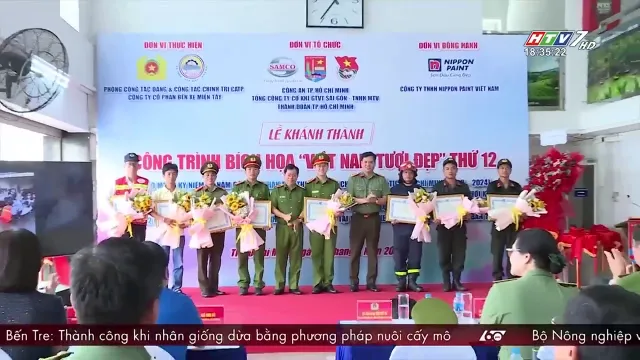 HTV7 HD
18:35:22
ĐƠN VỊ THỰC HIỆN
ĐƠN VỊ TỔ CHỨC
ĐƠN VỊ ĐỒNG HÀNH
SAMCO
NIPPON PAINT
PHÒNG CÔNG TÁC ĐẢNG & CÔNG TÁC CHÍNH TRỊ CATP
CÔNG TY CỔ PHẦN BẾN XE MIỀN TÂY
CÔNG AN TP. HỒ CHÍ MINH
TỔNG CÔNG TY CƠ KHÍ GTVT SÀI GÒN - TNHH MTV
THÀNH ĐOÀN TP. HỒ CHÍ MINH
CÔNG TY TNHH NIPPON PAINT VIỆT NAM
LỄ KHÁNH THÀNH
CÔNG TRÌNH BÍCH HỌA "VIỆT NAM TƯƠI ĐẸP" THỨ 12
Bến Tre: Thành công khi nhân giống dừa bằng phương pháp nuôi cấy mô
60
Bộ Nông nghiệp